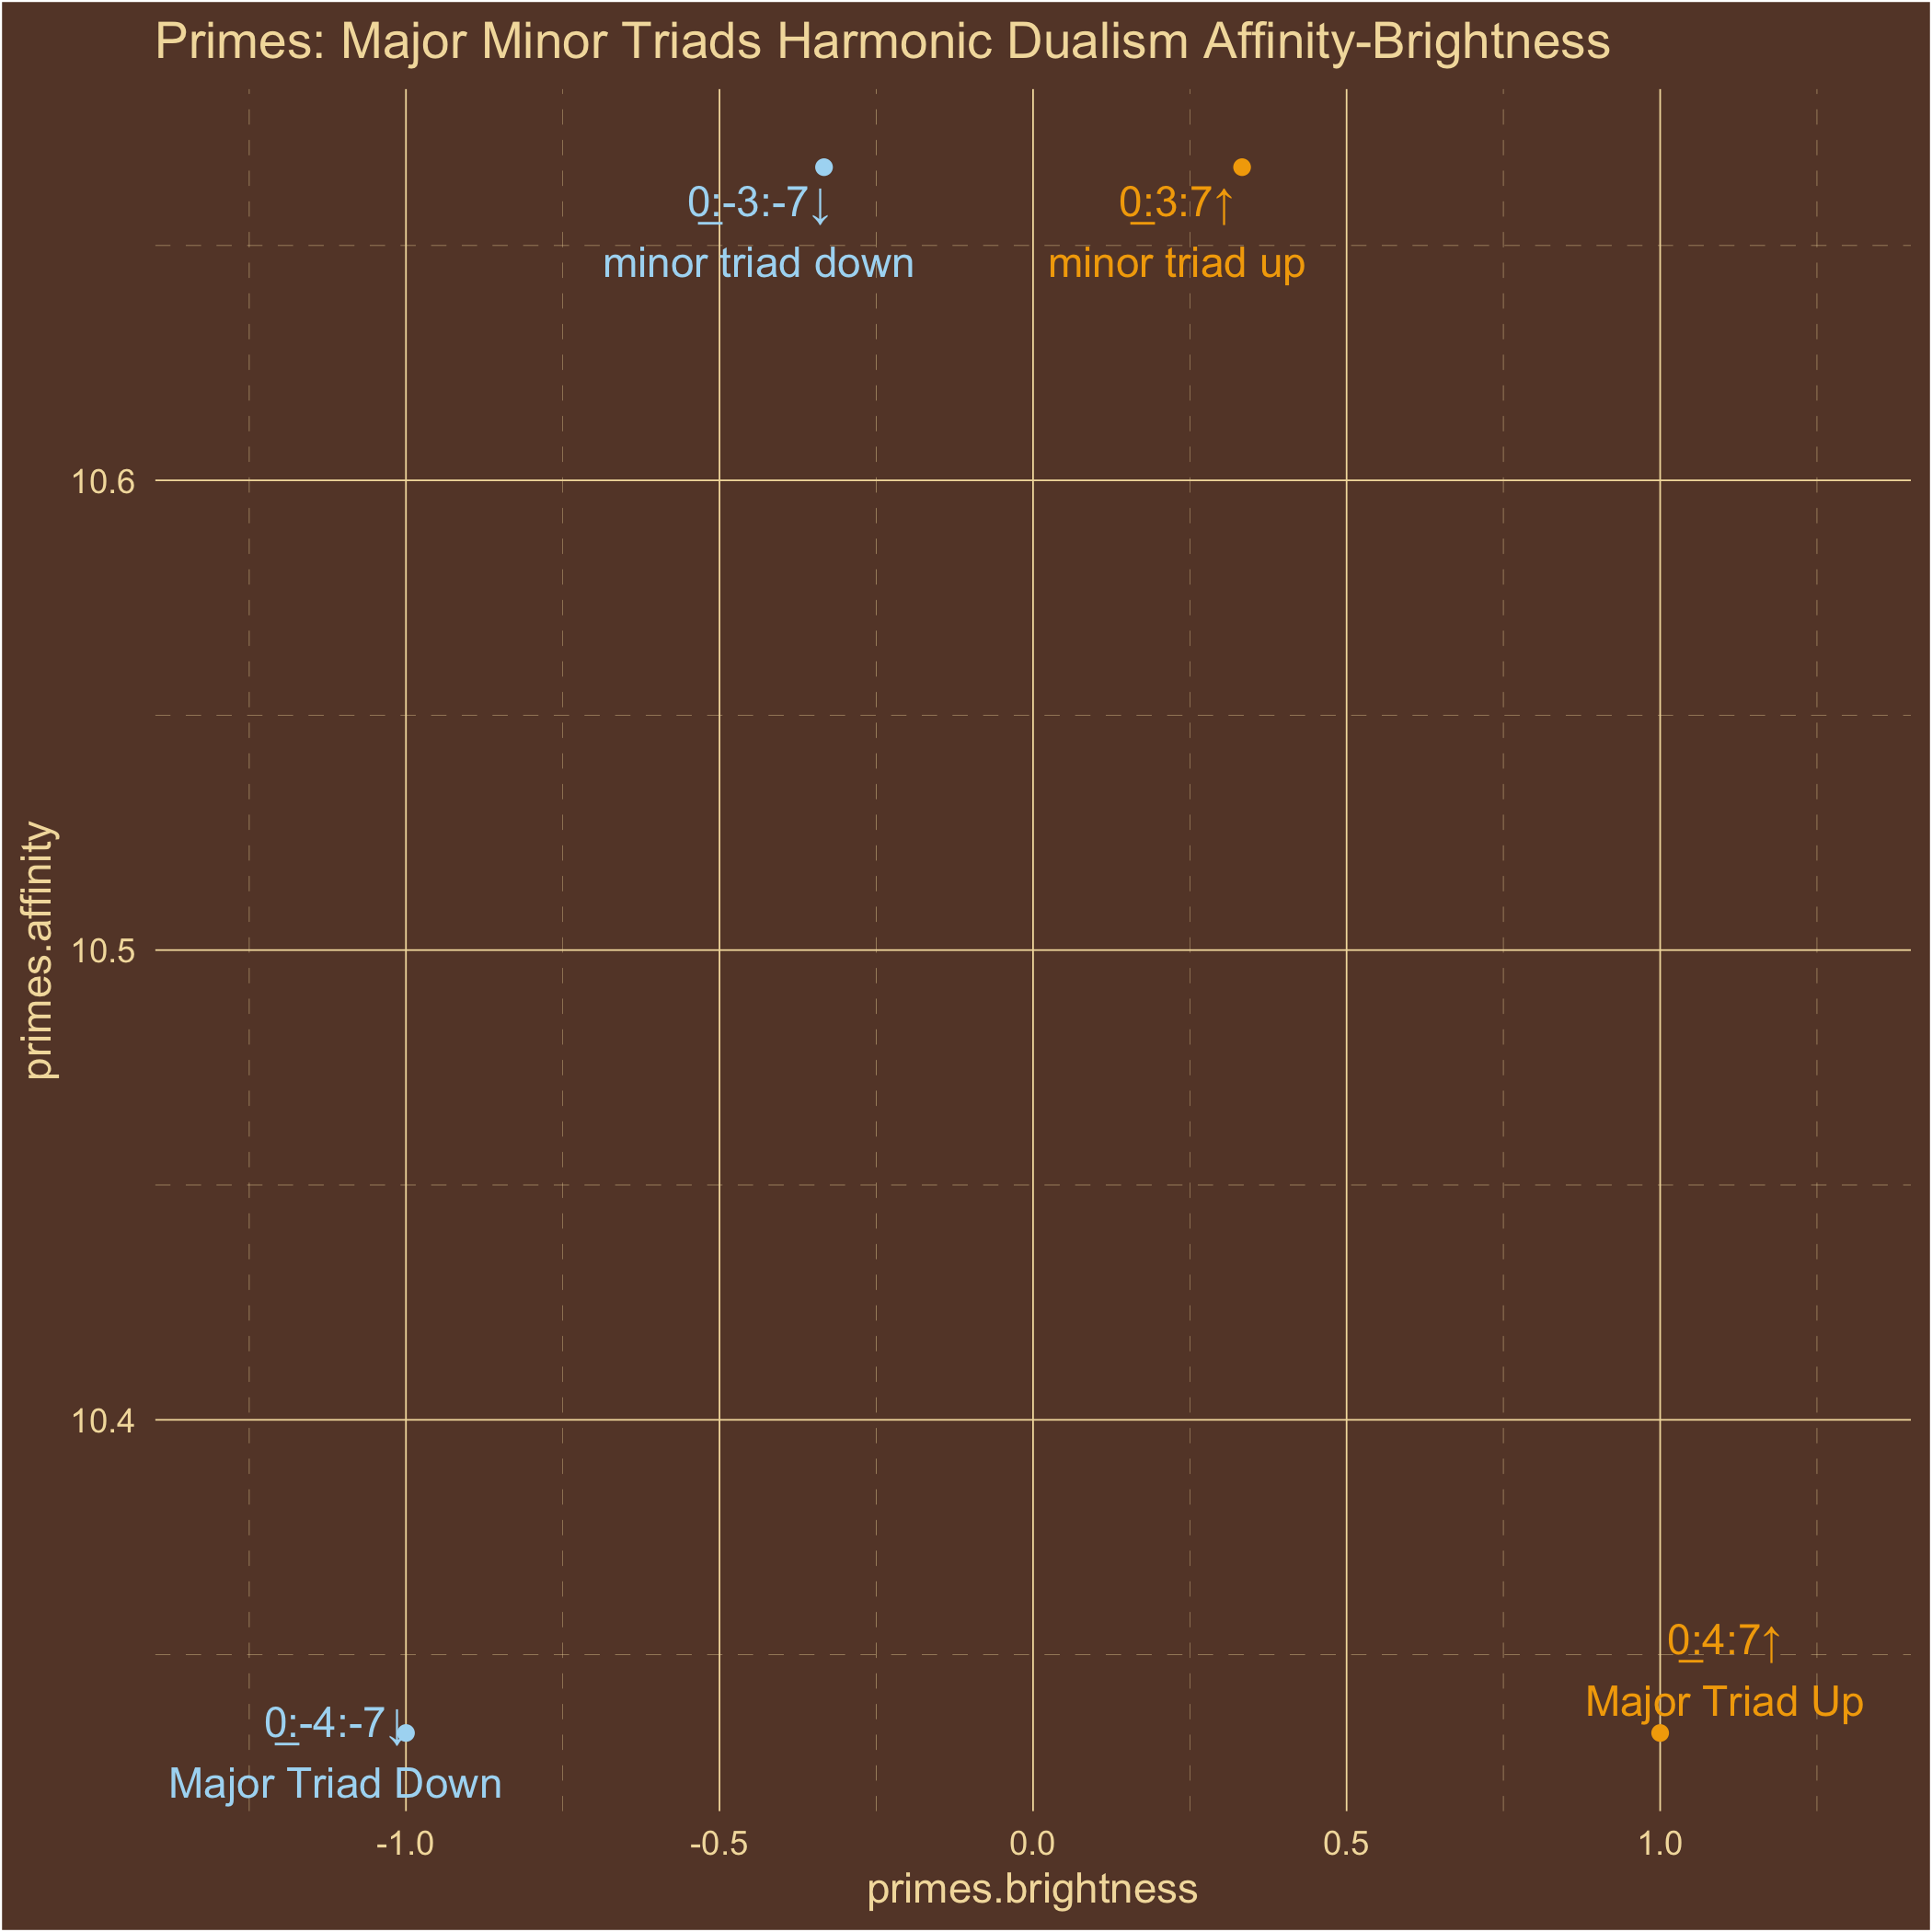 Primes: Major Minor Triads Harmonic Dualism Affinity-Brightness
0:-3:-7↓
minor triad down
0:3:7↑
minor triad up
10.6
primes.affinity
10.5
10.4
0:4:7↑
Major Triad Up
0:-4:-7↓
Major Triad Down
-1.0
-0.5
0.0
0.5
1.0
primes.brightness